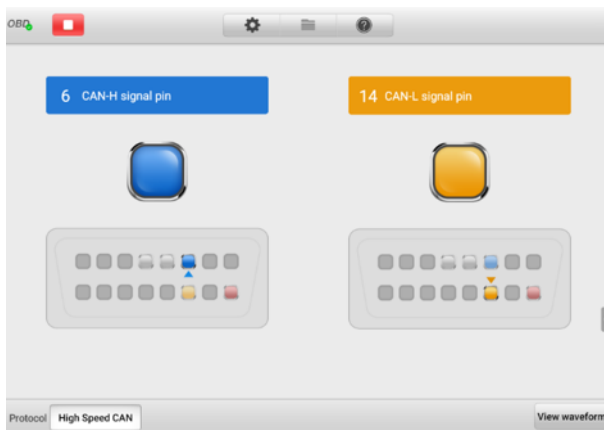 OBD
6 CAN-H signal pin
14 CAN-L signal pin
Protocol High Speed CAN
View waveform